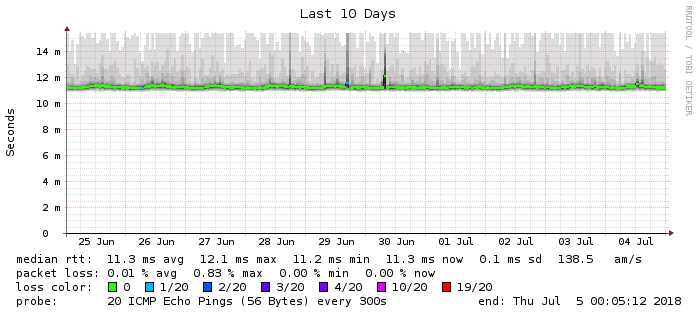 Last 10 Days
RRDTOOL / TOBI OETIKER
Seconds
14 m
12 m
10 m
8 m
6 m
4 m
2 m
0
25 Jun 26 Jun 27 Jun 28 Jun 29 Jun 30 Jun 01 Jul 02 Jul 03 Jul 04 Jul
median rtt: 11.3 ms avg 12.1 ms max 11.2 ms min 11.3 ms now 0.1 ms sd 138.5 am/s
packet loss: 0.01 % avg 0.83 % max 0.00 % min 0.00 % now
loss color: 0 1/20 2/20 3/20 4/20 10/20 19/20
probe: 20 ICMP Echo Pings (56 Bytes) every 300s end: Thu Jul 5 00:05:12 2018